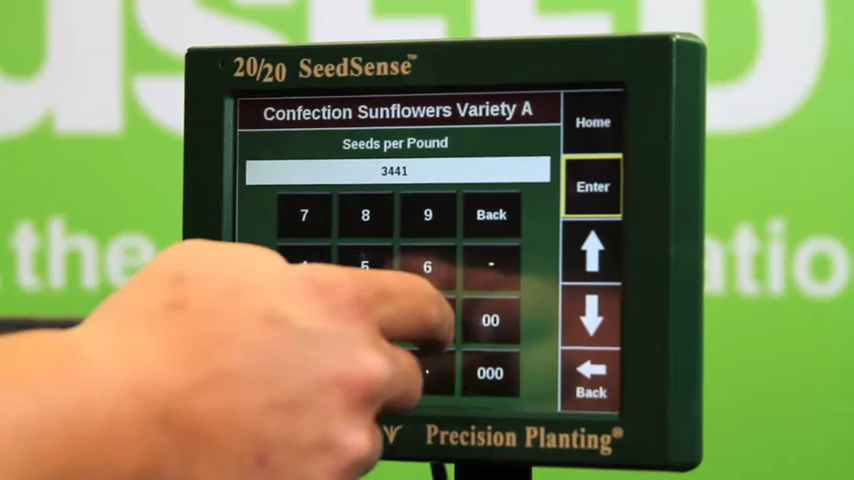 20/20 SeedSense™
Confection Sunflowers Variety A
Seeds per Pound
3441
Home
Enter
7 8 9 Back
5 6 -
00
. 000
Back
Precision Planting®
the